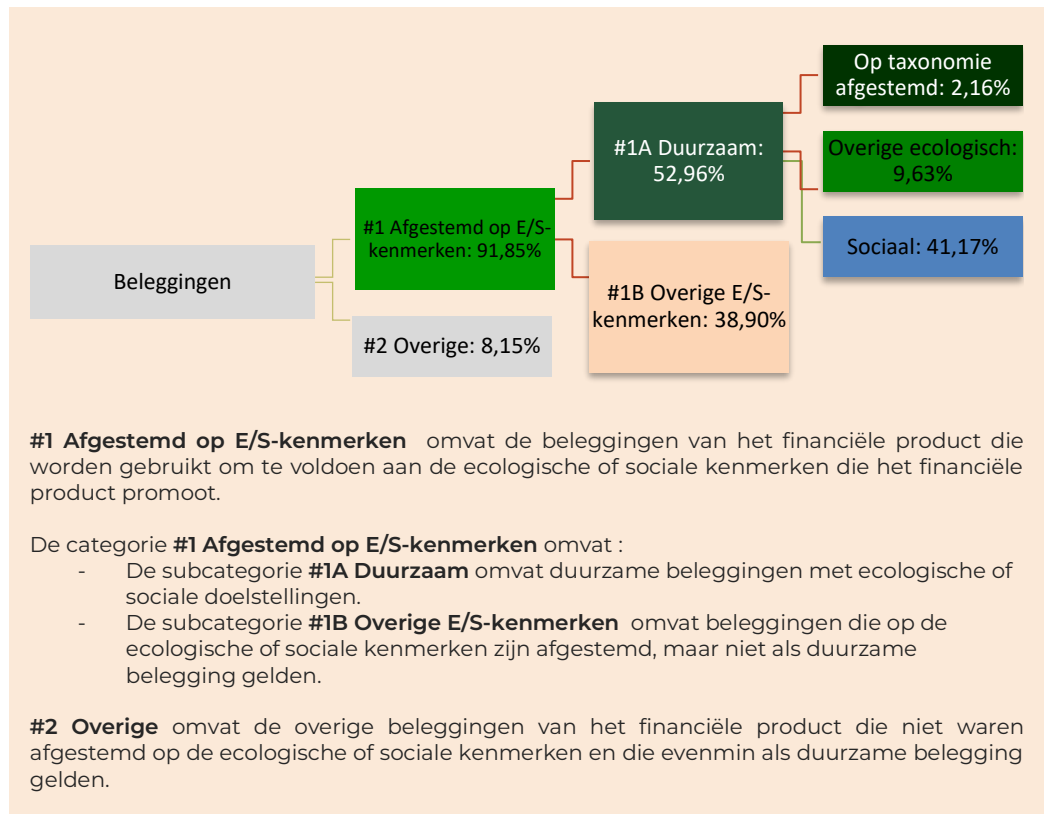 Op taxonomie
afgestemd: 2,16%
#1A Duurzaam:
52,96%
Overige ecologisch:
9,63%
#1 Afgestemd op E/S-
kenmerken: 91,85%
Sociaal: 41,17%
Beleggingen
#1B Overige E/S-
kenmerken: 38,90%
#2 Overige: 8,15%
#1 Afgestemd op E/S-kenmerken omvat de beleggingen van het financiële product die
worden gebruikt om te voldoen aan de ecologische of sociale kenmerken die het financiële
product promoot.
De categorie #1 Afgestemd op E/S-kenmerken omvat :
- De subcategorie #1A Duurzaam omvat duurzame beleggingen met ecologische of
sociale doelstellingen.
- De subcategorie #1B Overige E/S-kenmerken omvat beleggingen die op de
ecologische of sociale kenmerken zijn afgestemd, maar niet als duurzame
belegging gelden.
#2 Overige omvat de overige beleggingen van het financiële product die niet waren
afgestemd op de ecologische of sociale kenmerken en die evenmin als duurzame belegging
gelden.